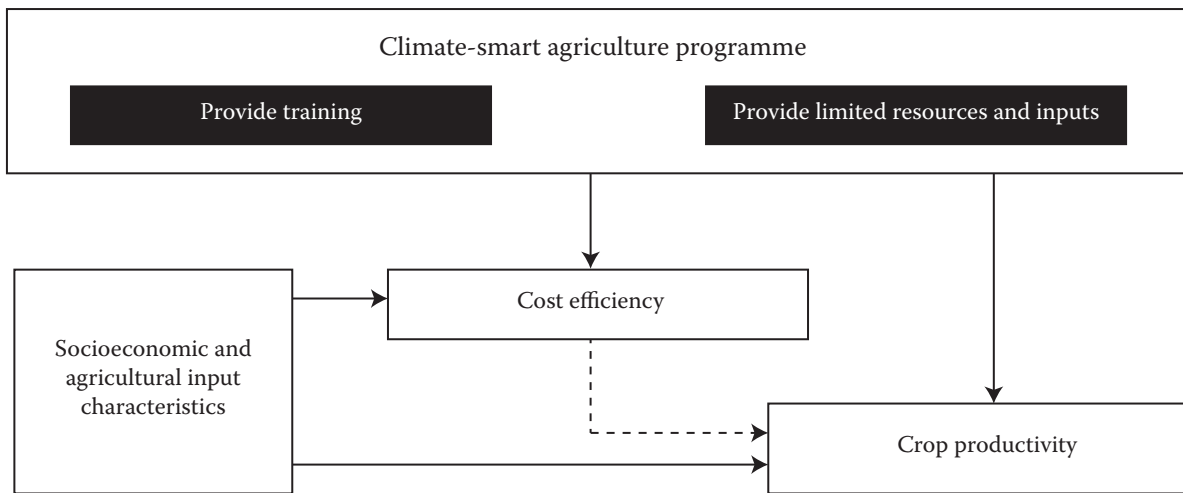 Climate-smart agriculture programme
Provide training
Provide limited resources and inputs
Cost efficiency
Socioeconomic and
agricultural input
characteristics
Crop productivity